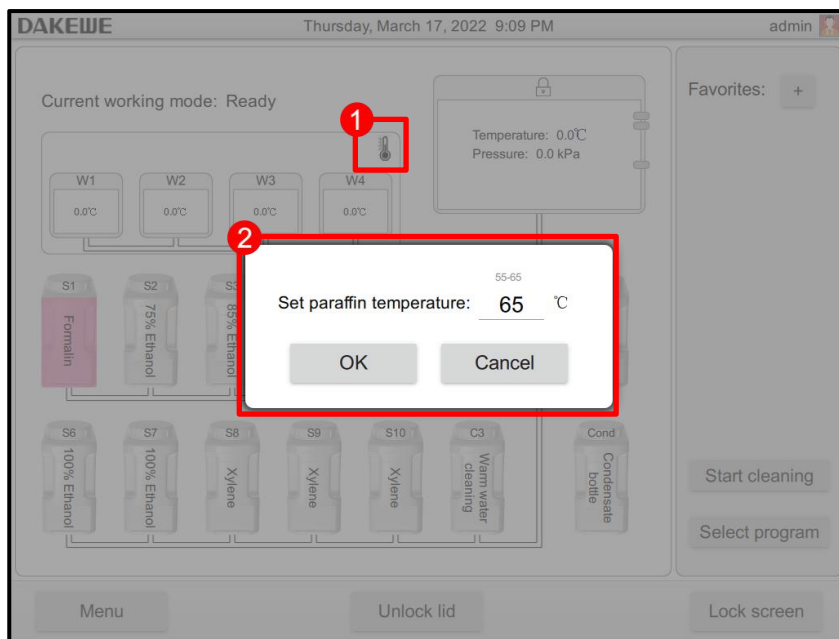 DAKEWE
Thursday, March 17, 2022 9:09 PM
admin
Current working mode: Ready
1
Temperature: 0.0℃
Pressure: 0.0 kPa
Favorites:
+
W1
W2
W3
W4
0.0℃
0.0℃
0.0℃
0.0℃
2
55-65
Set paraffin temperature: 65 ℃
OK
Cancel
S1
S2
Formalin
75% Ethanol
85% Ethanol
S6
S7
S8
S9
S10
C3
Cond
100% Ethanol
100% Ethanol
Xylene
Xylene
Xylene
Warm water
cleaning
Condensate
bottle
Start cleaning
Select program
Menu
Unlock lid
Lock screen